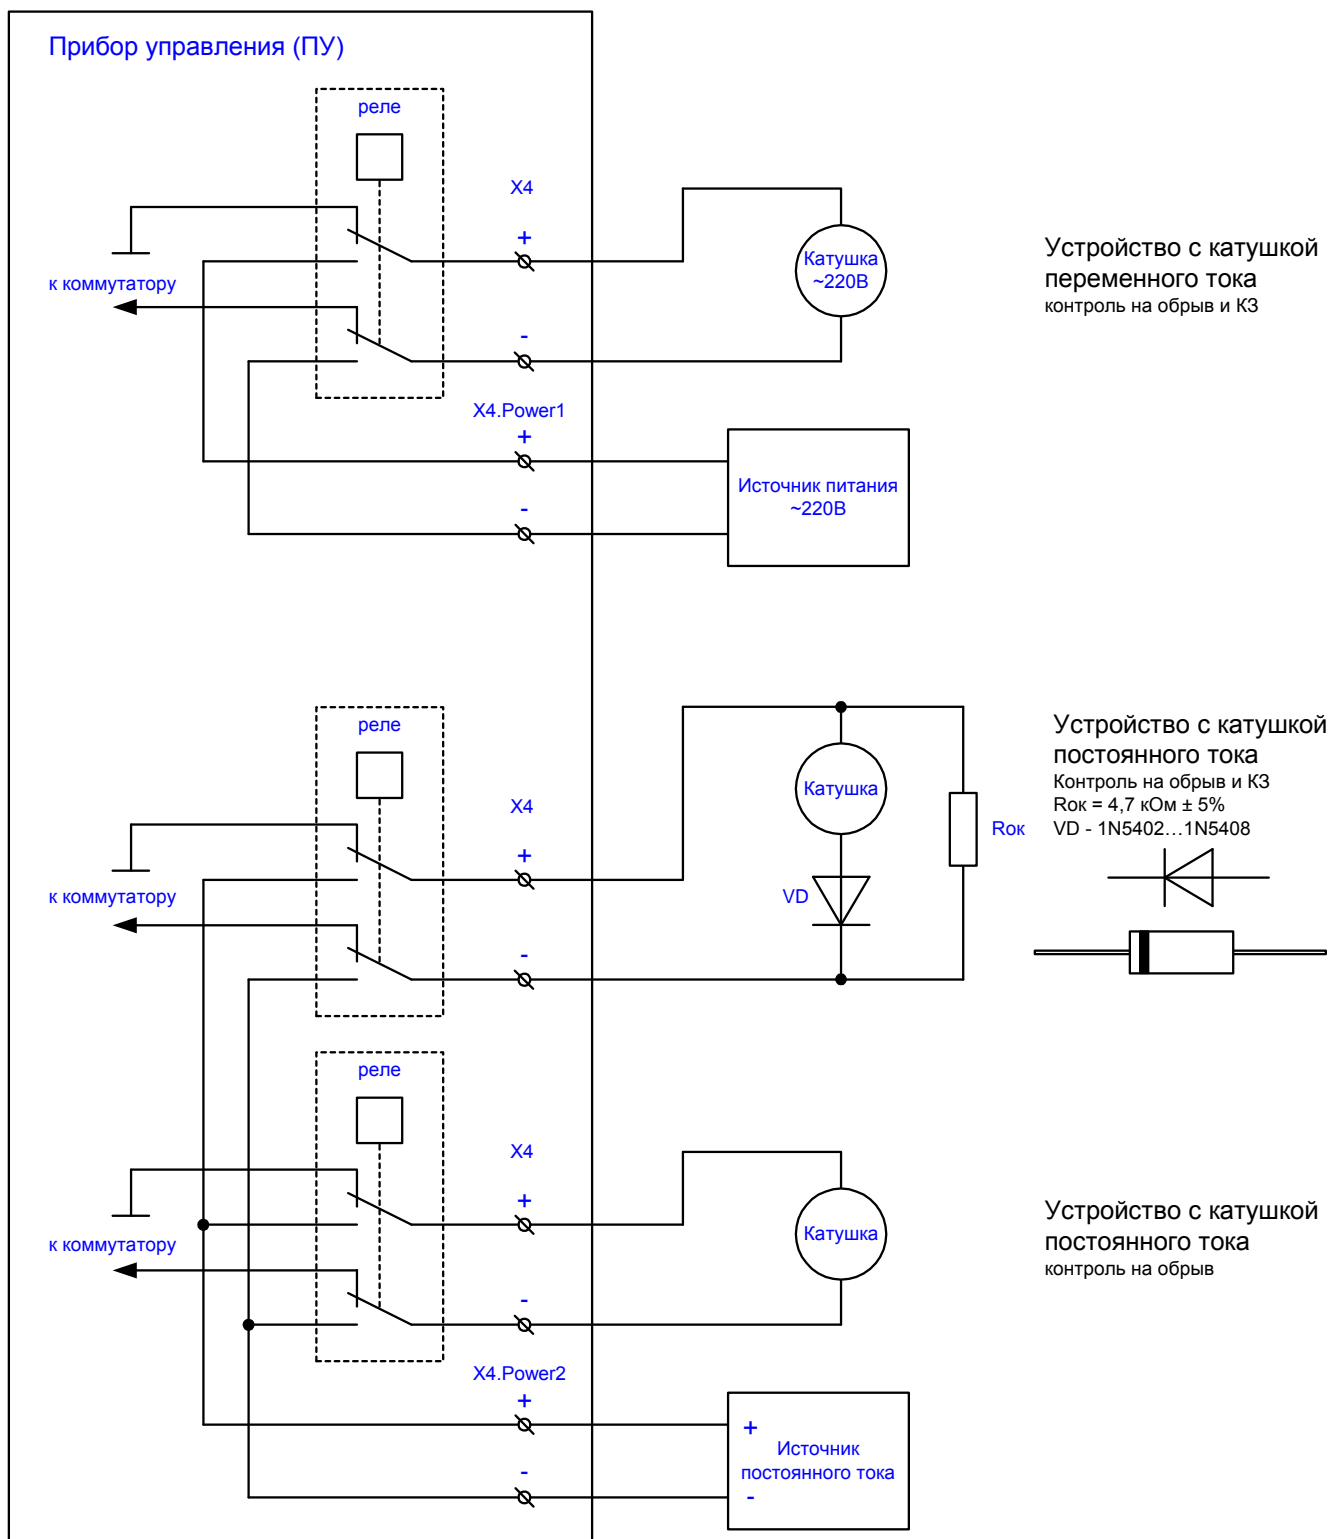 Прибор управления (ПУ)
реле
X4
+
к коммутатору
-
Катушка
~220В
Устройство с катушкой
переменного тока
контроль на обрыв и КЗ
X4.Power1
+
-
Источник питания
~220В
реле
X4
+
к коммутатору
-
Катушка
VD
Rок
Устройство с катушкой
постоянного тока
Контроль на обрыв и КЗ
Rок = 4,7 кОм ± 5%
VD - 1N5402…1N5408
реле
X4
+
к коммутатору
-
Катушка
Устройство с катушкой
постоянного тока
контроль на обрыв
X4.Power2
+
-
+
Источник
постоянного тока
-